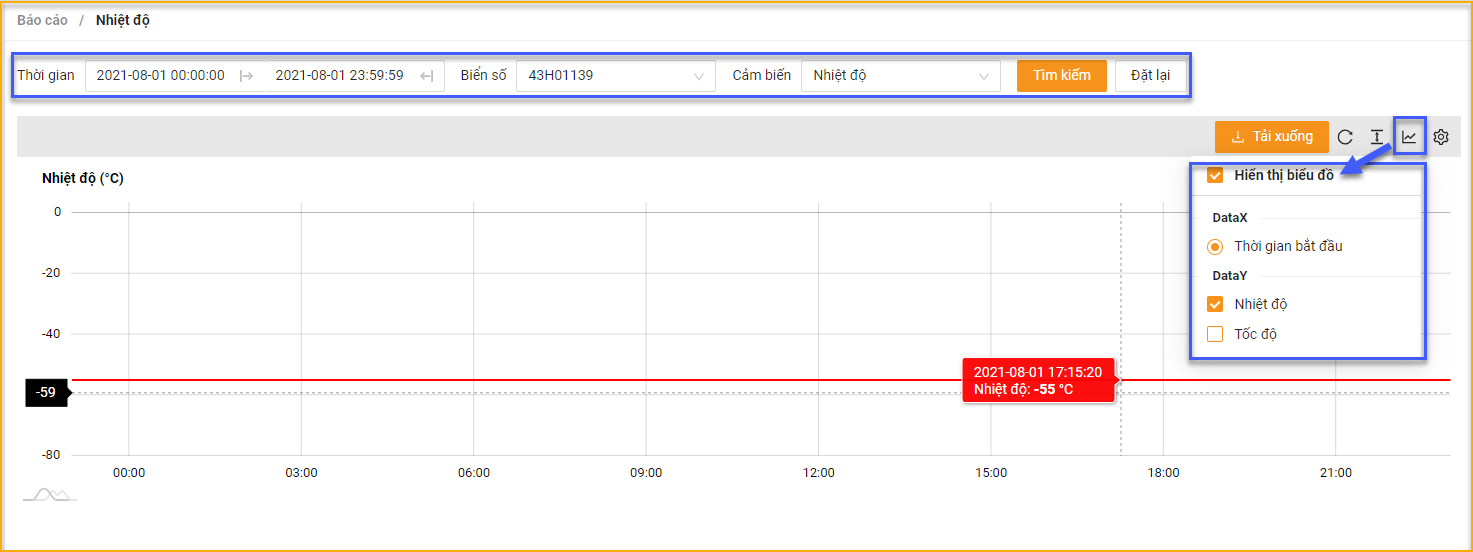 Báo cáo / Nhiệt độ
Thời gian 2021-08-01 00:00:00 2021-08-01 23:59:59 Biển số 43H01139 Cảm biến Nhiệt độ Tìm kiếm Đặt lại
Tải xuống
Nhiệt độ (°C)
Hiển thị biểu đồ
DataX
Thời gian bắt đầu
DataY
Nhiệt độ
Tốc độ
0
-20
-40
-59
-80
2021-08-01 17:15:20
Nhiệt độ: -55 °C
00:00 03:00 06:00 09:00 12:00 15:00 18:00 21:00